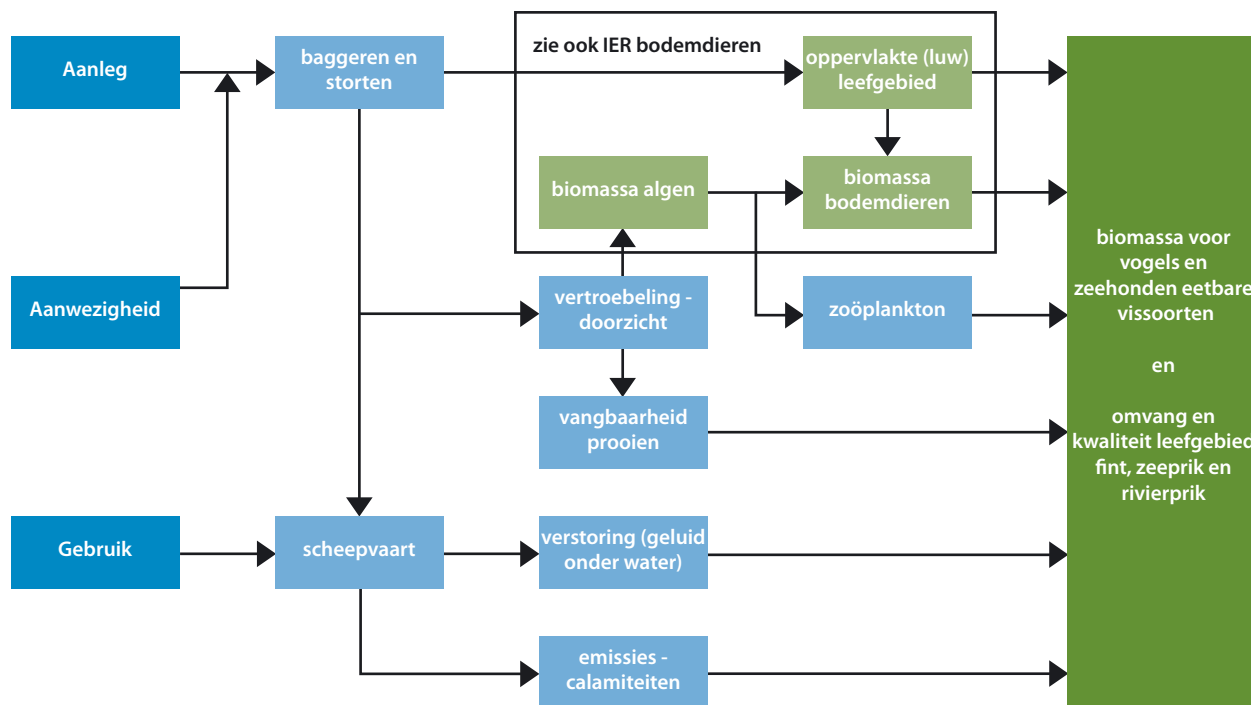 zie ook IER bodemdieren
Aanleg
baggeren en
storten
oppervlakte (luw)
leefgebied
biomassa algen
biomassa
bodemdieren
Aanwezigheid
vertroebeling -
doorzicht
zoöplankton
vangbaarheid
prooien
Gebruik
scheepvaart
verstoring (geluid
onder water)
emissies -
calamiteiten
biomassa voor
vogels en
zeehonden eetbare
vissoorten
en
omvang en
kwaliteit leefgebied
fint, zeeprik en
rivierprik